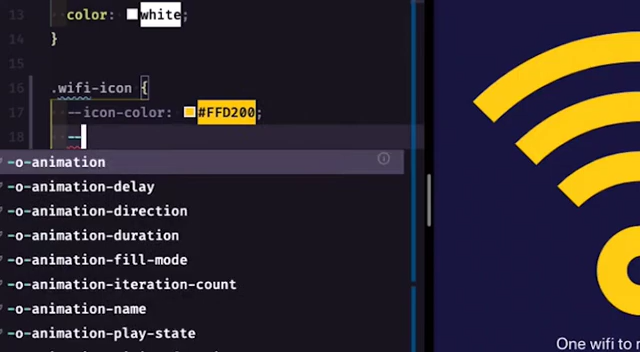 13 color: white;
14 }
15
16 .wifi-icon {
17 --icon-color: #FFD200;
18 --
-o-animation
-o-animation-delay
-o-animation-direction
-o-animation-duration
-o-animation-fill-mode
-o-animation-iteration-count
-o-animation-name
-o-animation-play-state
One wifi to